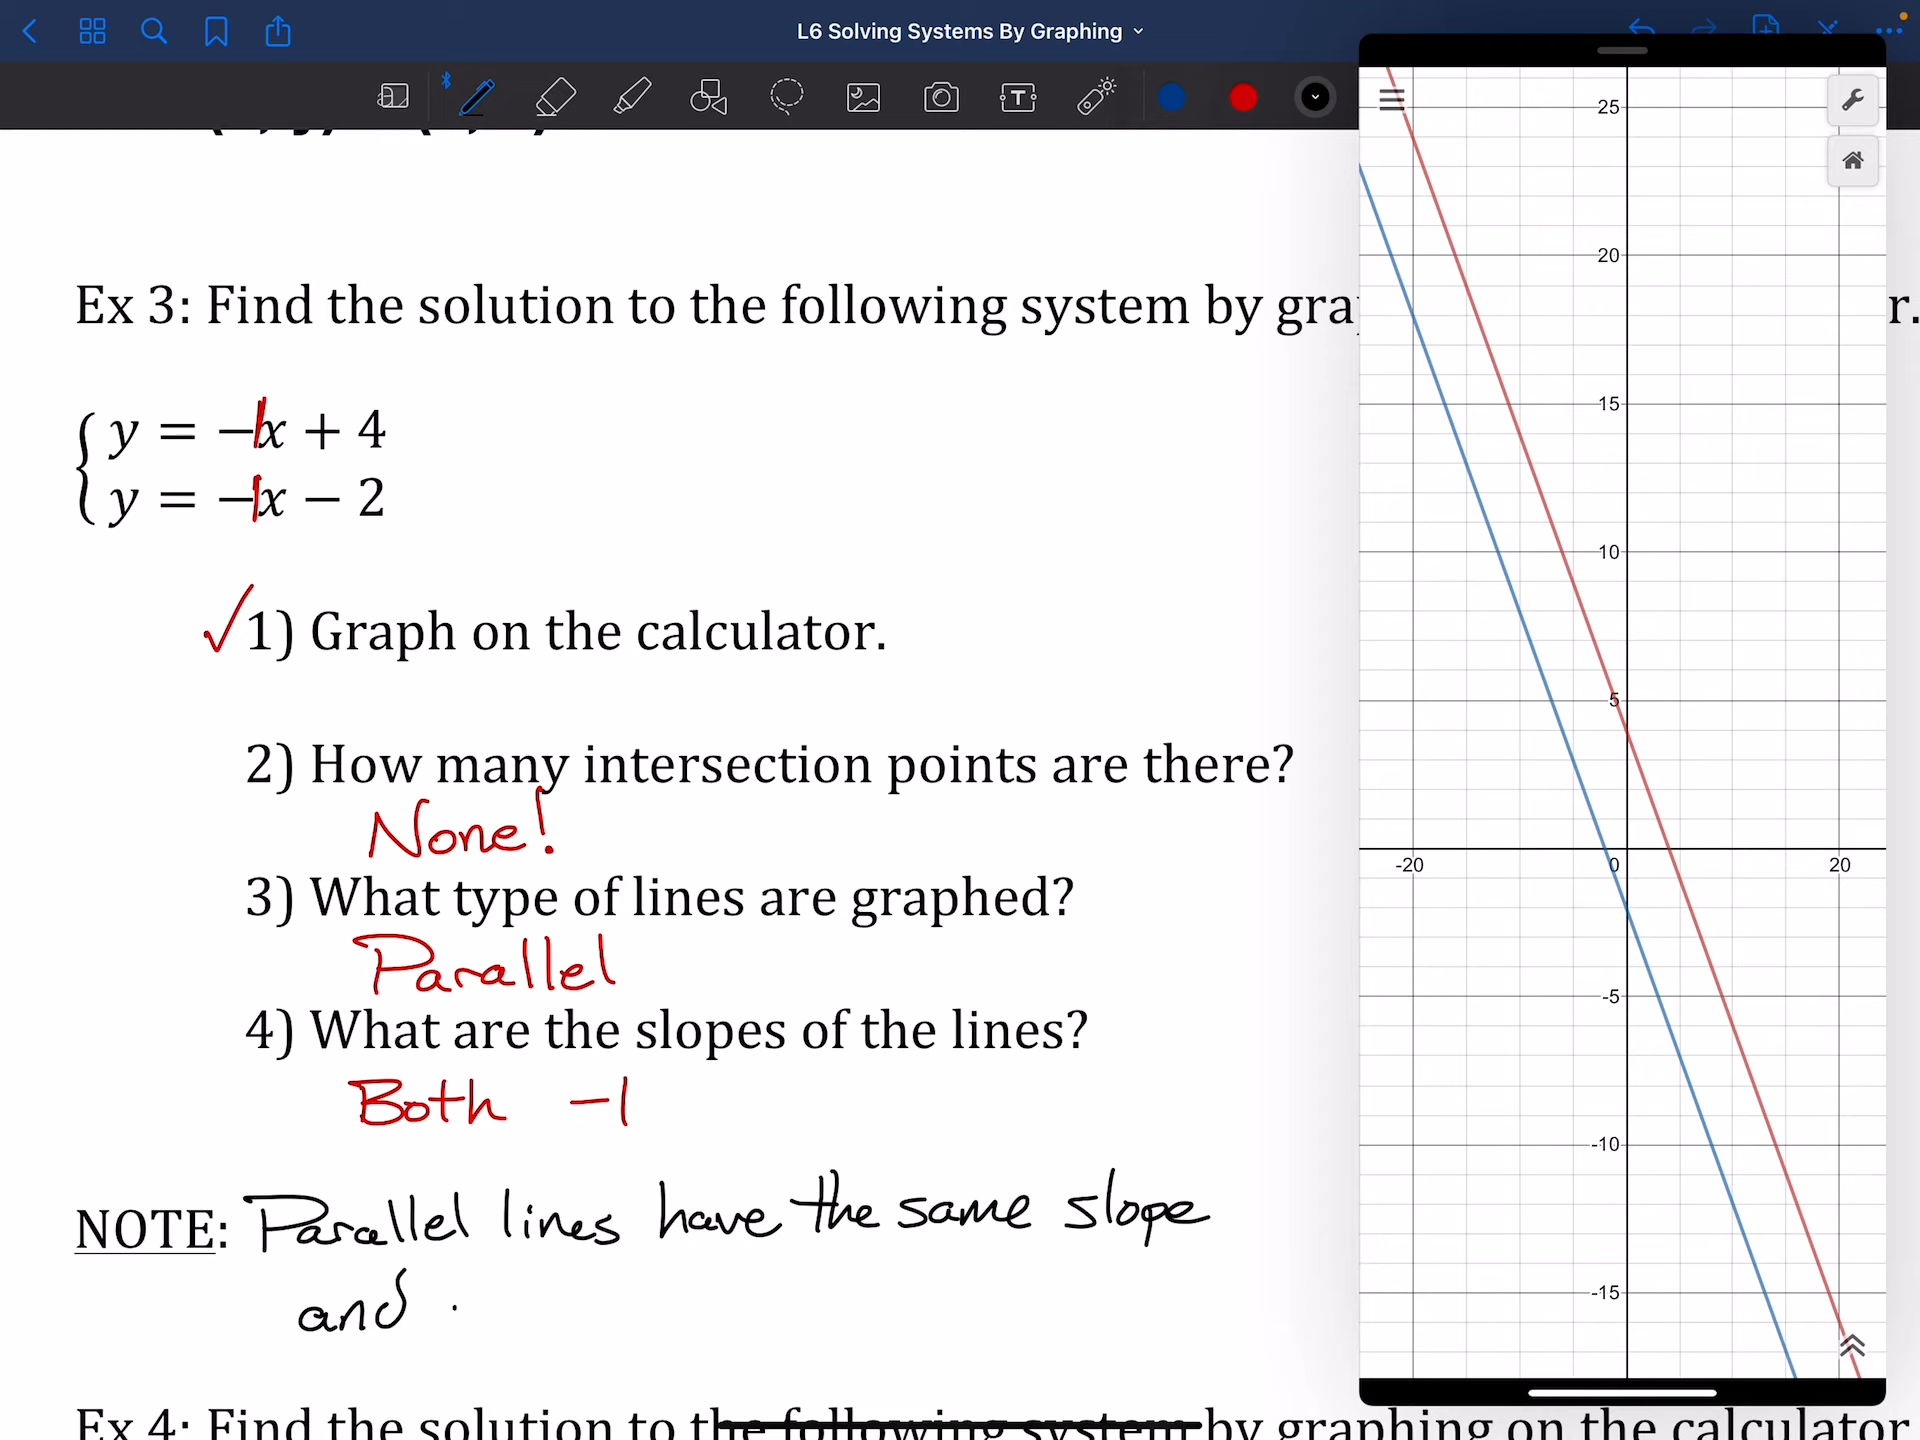 L6 Solving Systems By Graphing
Ex 3: Find the solution to the following system by gra r.
y = -1x + 4
y = -1x - 2
✓1) Graph on the calculator.
2) How many intersection points are there?
None!
3) What type of lines are graphed?
Parallel
4) What are the slopes of the lines?
Both -1
NOTE: Parallel lines have the same slope
and .
Ex 4: Find the solution to the following system by graphing on the calculator
25
20
15
10
5
-20 0 20
-5
-10
-15